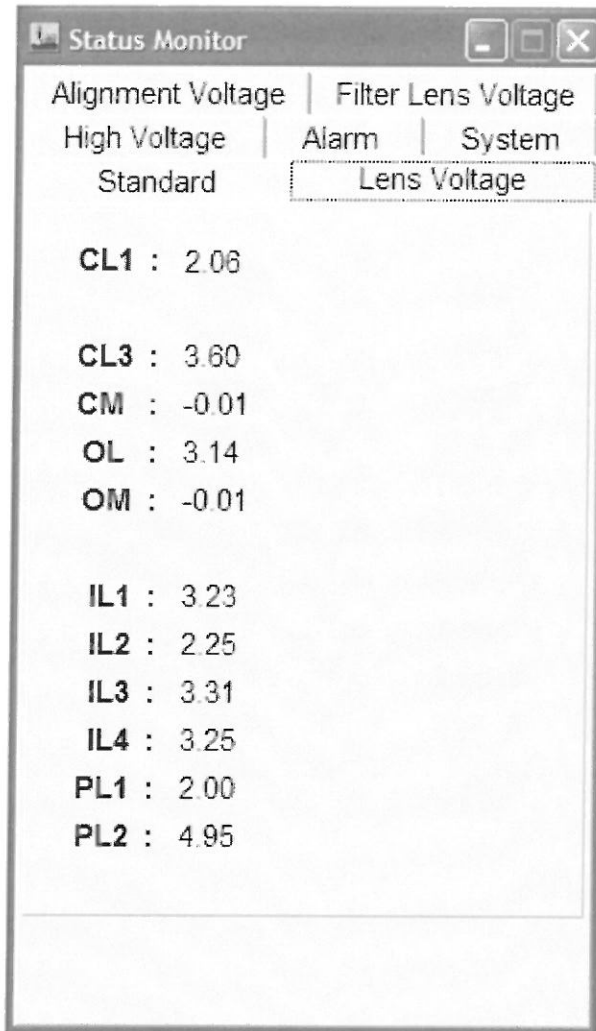 Status Monitor
Alignment Voltage Filter Lens Voltage
High Voltage Alarm System
Standard Lens Voltage
CL1 : 2.06
CL3 : 3.60
CM : -0.01
OL : 3.14
OM : -0.01
IL1 : 3.23
IL2 : 2.25
IL3 : 3.31
IL4 : 3.25
PL1 : 2.00
PL2 : 4.95